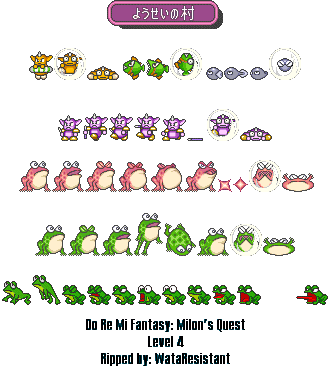 ようせいの村
Do Re Mi Fantasy: Milon's Quest
Level 4
Ripped by: WataResistant